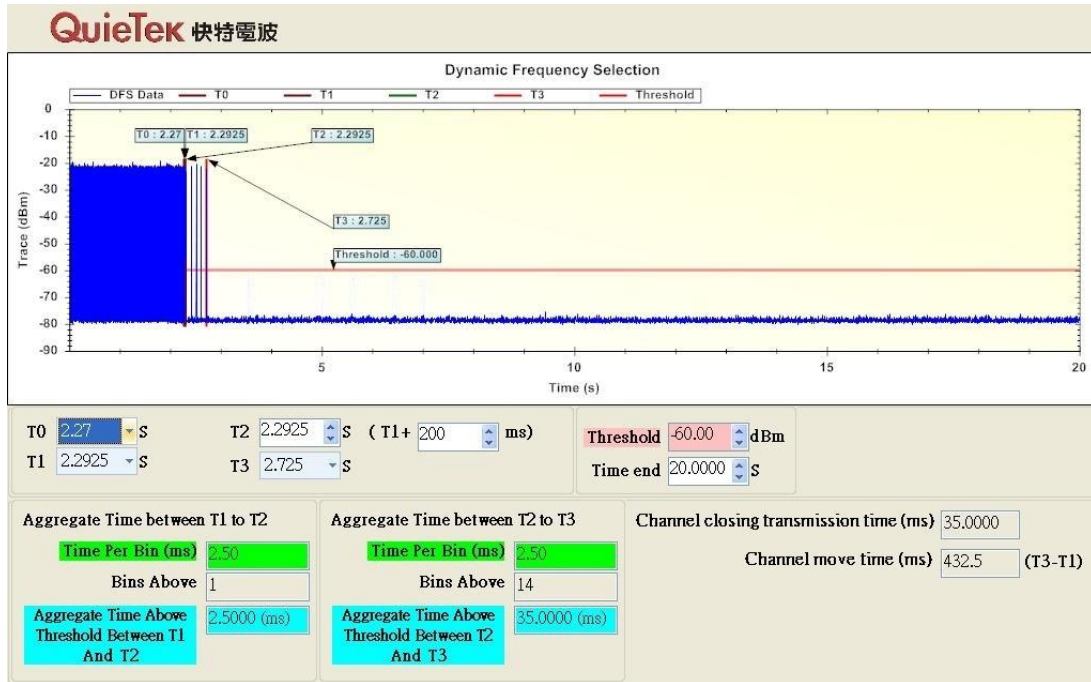 QuieTek 快特電波
Dynamic Frequency Selection
DFS Data T0 T1 T2 T3 Threshold
0
-10
-20
-30
-40
-50
-60
-70
-80
-90
Trace (dBm)
T0 : 2.27 T1 : 2.2925 T2 : 2.2925
T3 : 2.725
Threshold : -60.000
5 10 15 20
Time (s)
T0 2.27 S T2 2.2925 S ( T1+ 200 ms)
T1 2.2925 S T3 2.725 S
Threshold -60.00 dBm
Time end 20.0000 S
Aggregate Time between T1 to T2
Time Per Bin (ms) 2.50
Bins Above 1
Aggregate Time Above
Threshold Between T1
And T2
2.5000 (ms)
Aggregate Time between T2 to T3
Time Per Bin (ms) 2.50
Bins Above 14
Aggregate Time Above
Threshold Between T2
And T3
35.0000 (ms)
Channel closing transmission time (ms) 35.0000
Channel move time (ms) 432.5 (T3-T1)